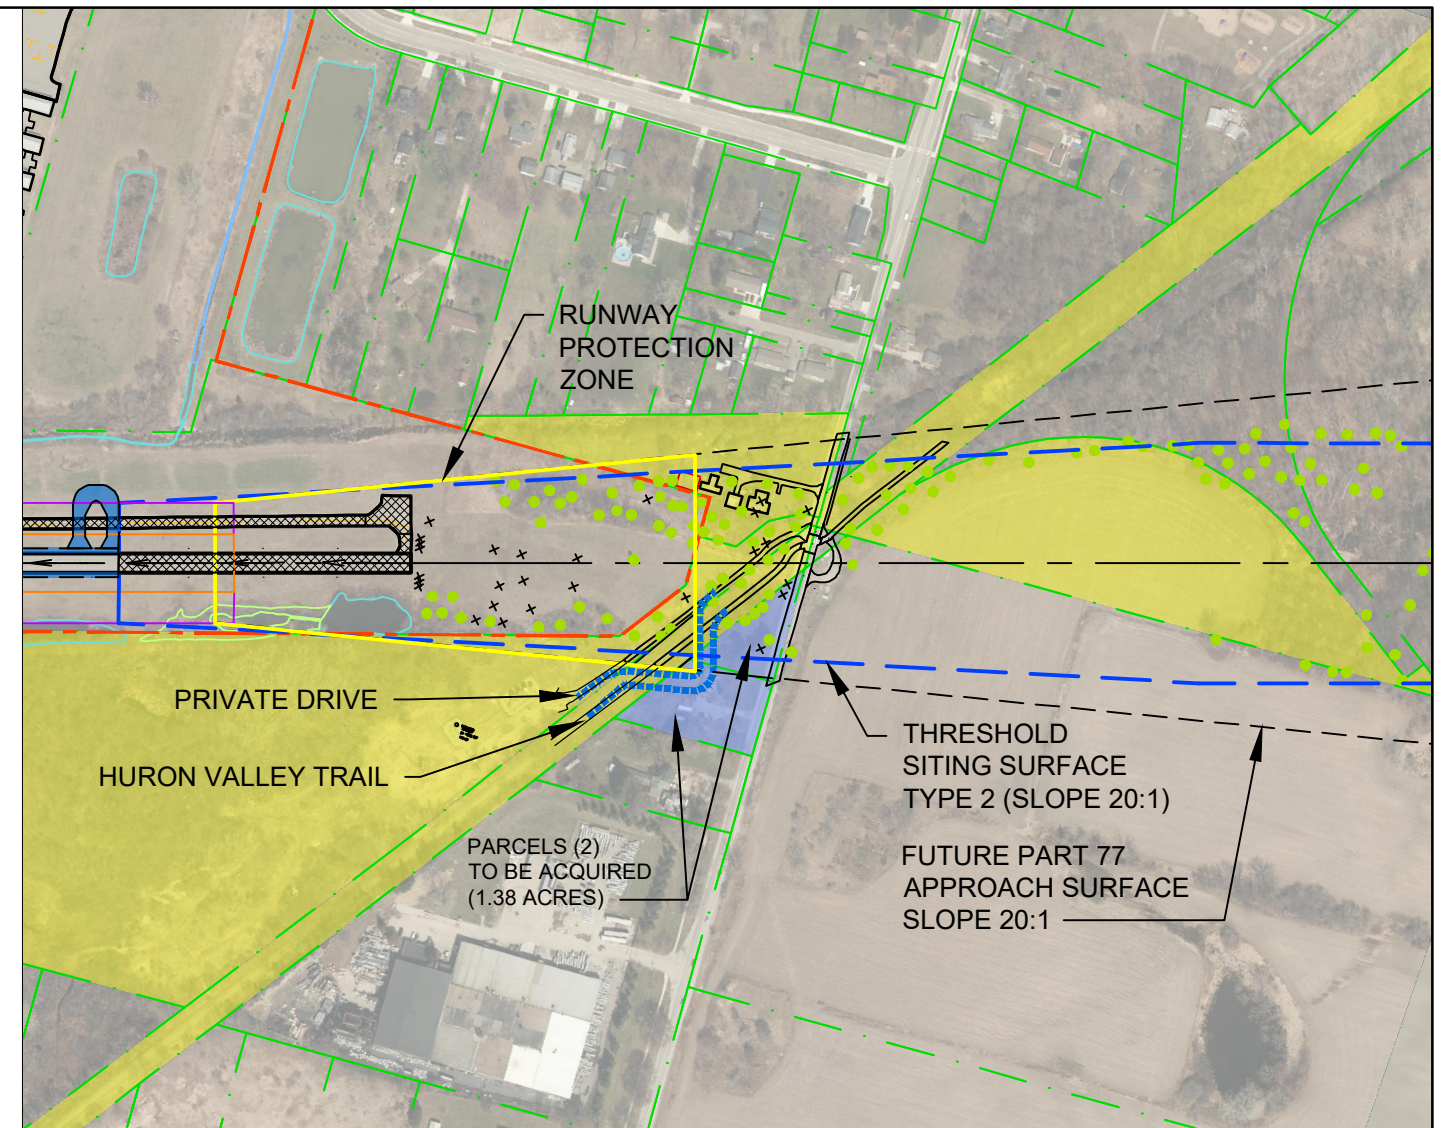 RUNWAY
PROTECTION
ZONE
PRIVATE DRIVE
HURON VALLEY TRAIL
PARCELS (2)
TO BE ACQUIRED
(1.38 ACRES)
THRESHOLD
SITING SURFACE
TYPE 2 (SLOPE 20:1)
FUTURE PART 77
APPROACH SURFACE
SLOPE 20:1